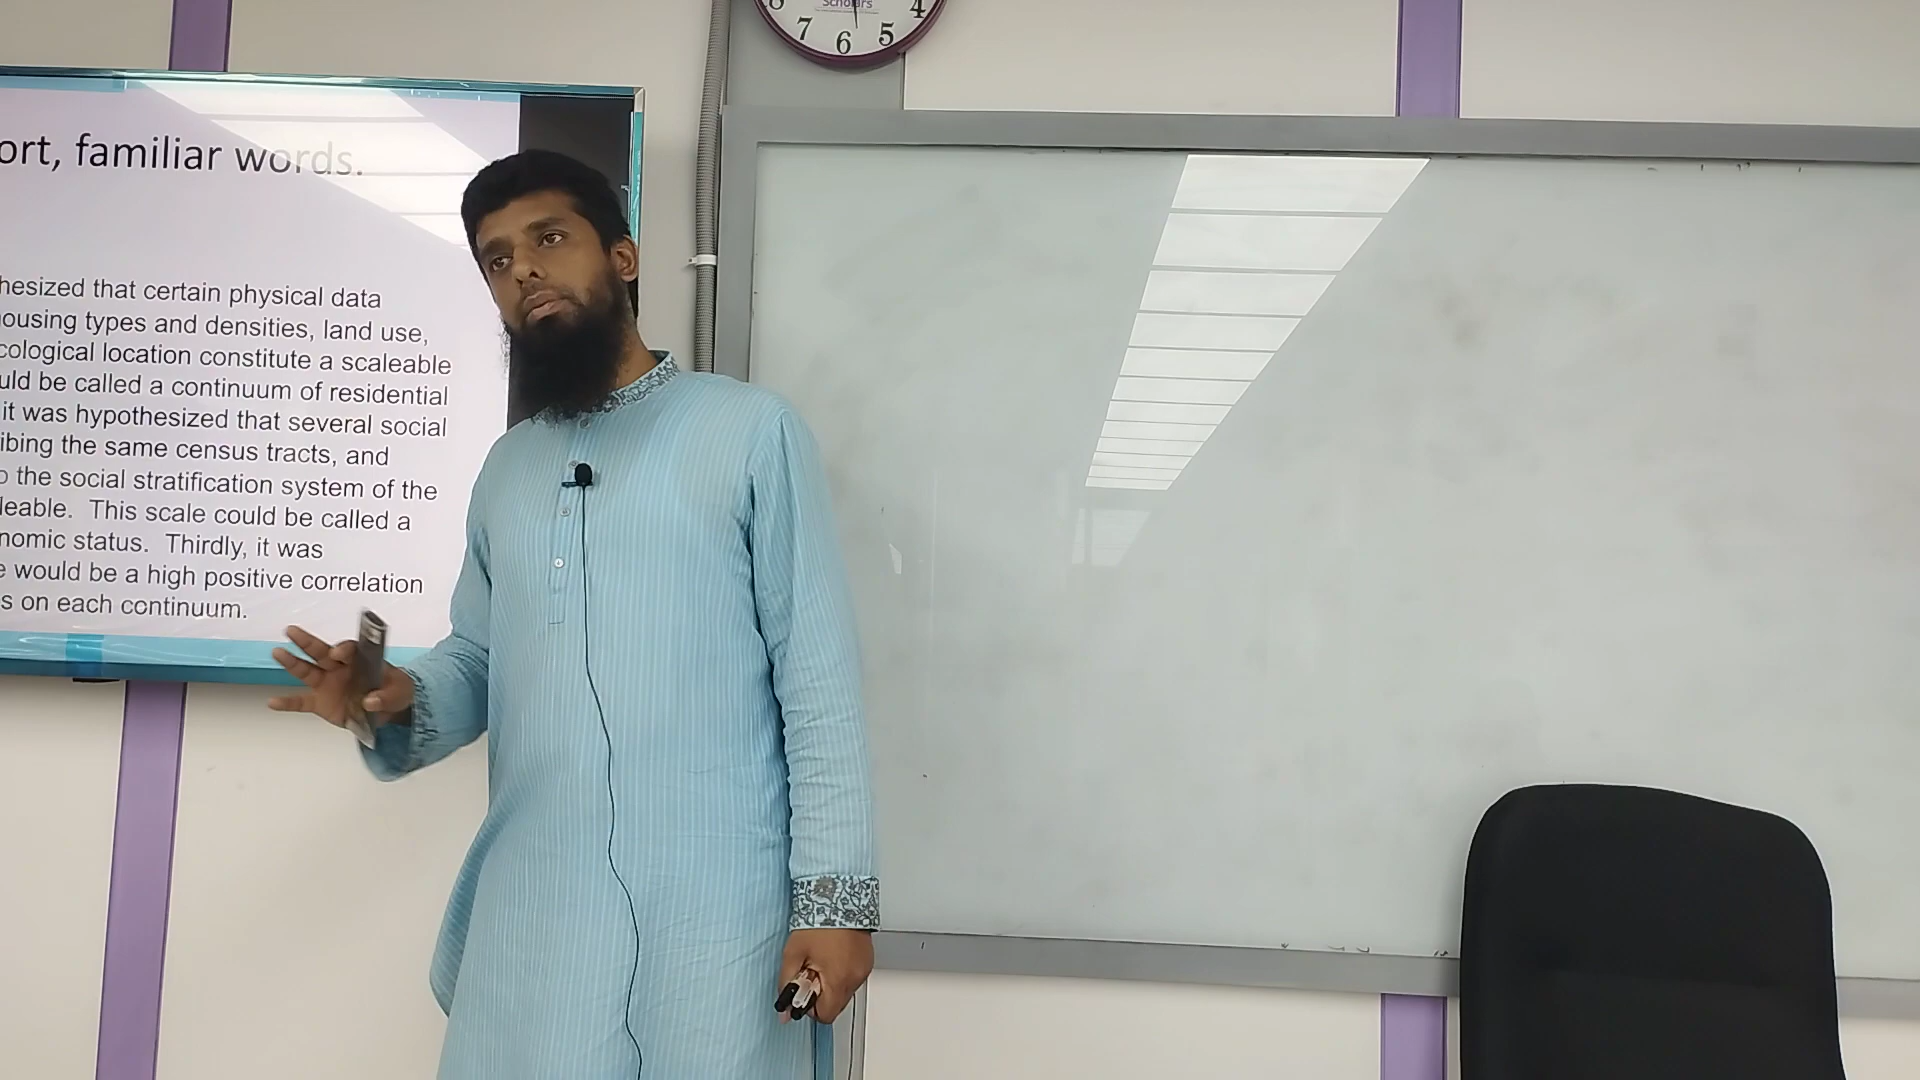 Scholars
8 7 6 5 4
ort, familiar words.
hesized that certain physical data
ousing types and densities, land use,
cological location constitute a scaleable
uld be called a continuum of residential
it was hypothesized that several social
ibing the same census tracts, and
o the social stratification system of the
leable. This scale could be called a
nomic status. Thirdly, it was
e would be a high positive correlation
s on each continuum.